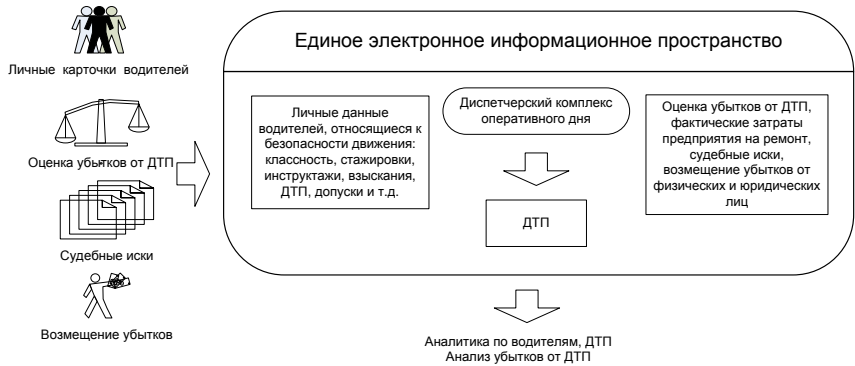 Личные карточки водителей
Оценка убытков от ДТП
Судебные иски
Возмещение убытков
Единое электронное информационное пространство
Личные данные
водителей, относящиеся к
безопасности движения:
классность, стажировки,
инструктажи, взыскания,
ДТП, допуски и т.д.
Диспетчерский комплекс
оперативного дня
ДТП
Оценка убытков от ДТП,
фактические затраты
предприятия на ремонт,
судебные иски,
возмещение убытков от
физических и юридических
лиц
Аналитика по водителям, ДТП
Анализ убытков от ДТП